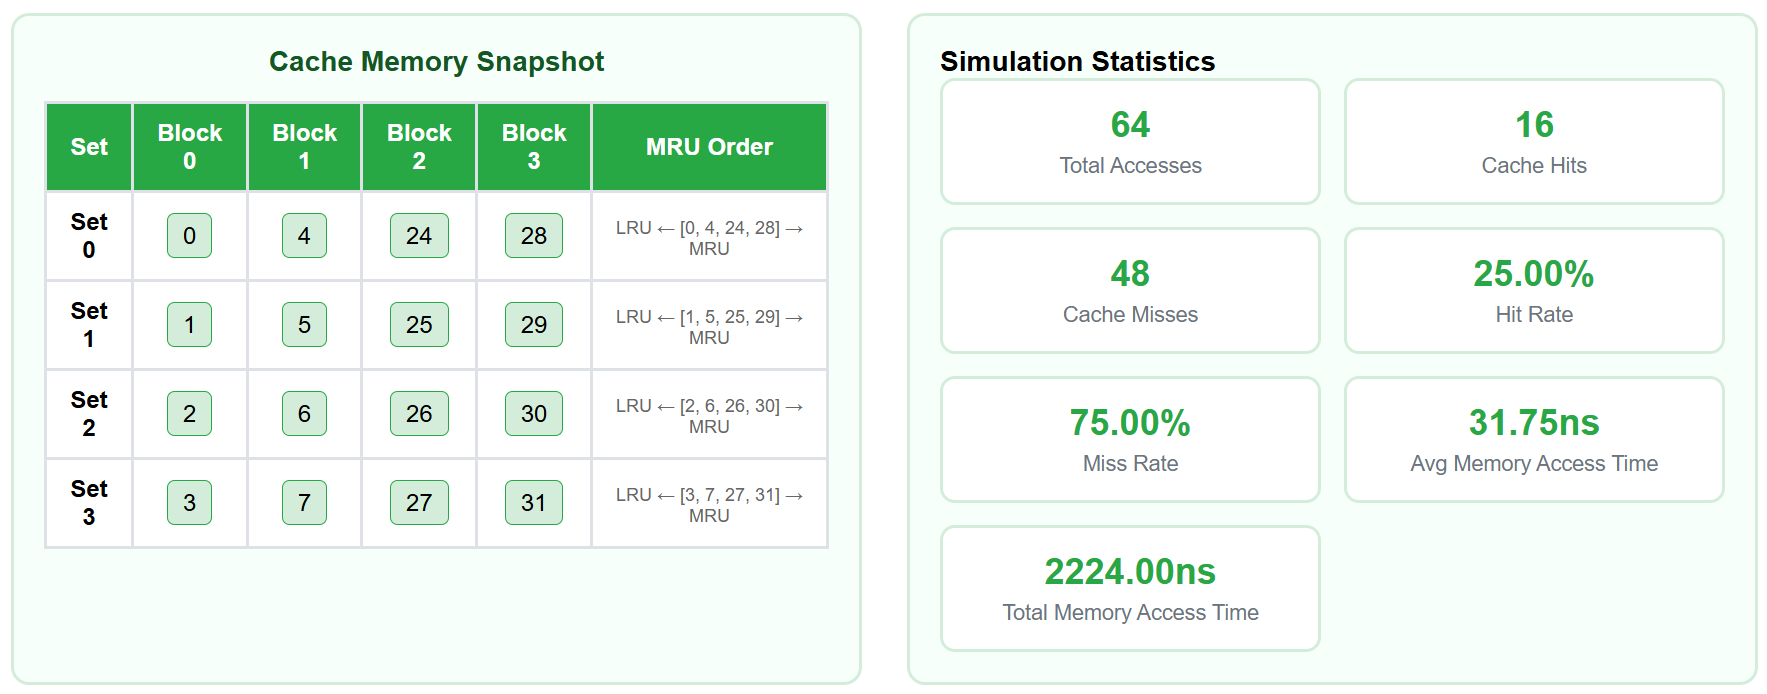 Cache Memory Snapshot
Set
Block
0
Block
1
Block
2
Block
3
MRU Order
Set
0
0
4
24
28
LRU ← [0, 4, 24, 28] →
MRU
Set
1
1
5
25
29
LRU ← [1, 5, 25, 29] →
MRU
Set
2
2
6
26
30
LRU ← [2, 6, 26, 30] →
MRU
Set
3
3
7
27
31
LRU ← [3, 7, 27, 31] →
MRU
Simulation Statistics
64
Total Accesses
16
Cache Hits
48
Cache Misses
25.00%
Hit Rate
75.00%
Miss Rate
31.75ns
Avg Memory Access Time
2224.00ns
Total Memory Access Time